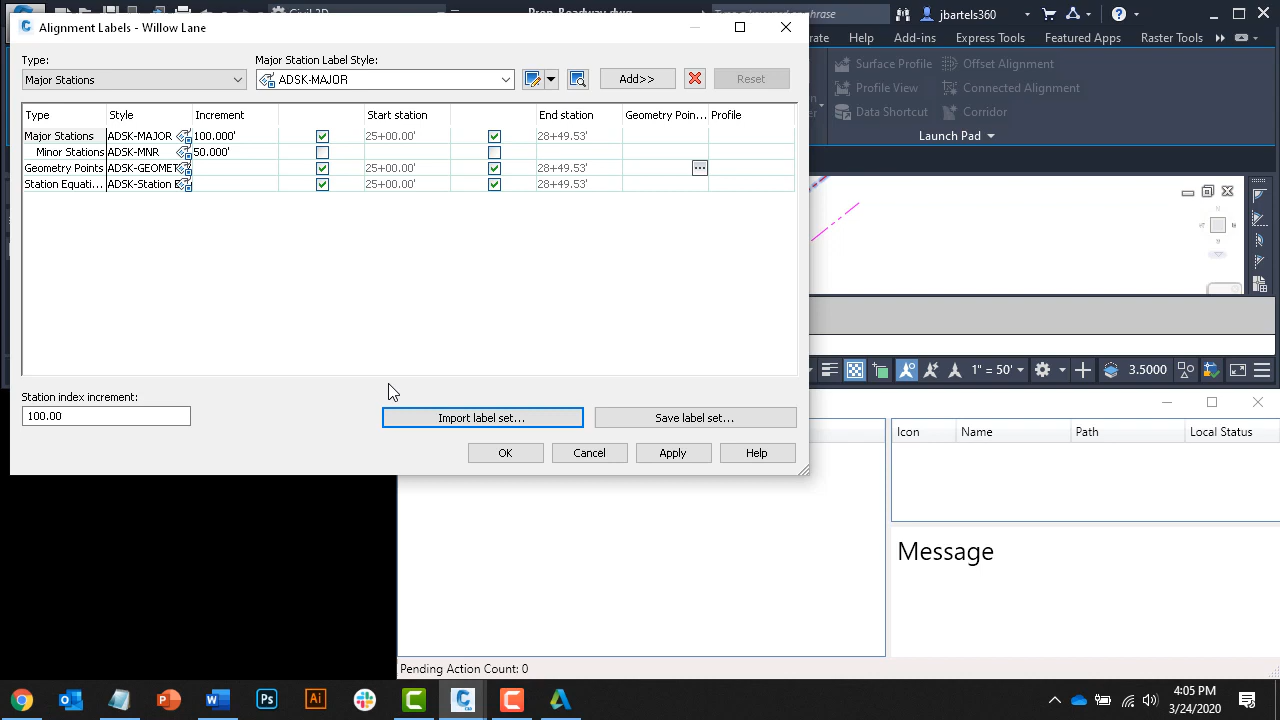 Alignment Labels - Willow Lane
Type:
Major Stations
Major Station Label Style:
ADSK-MAJOR
Add>>
Reset
Type Style Increment Start station End station Geometry Poin... Profile
Major Stations ADSK-MAJOR 100.000' 25+00.00' 28+49.53'
Minor Stations ADSK-MNR 50.000'
Geometry Points ADSK-GEOMET 25+00.00' 28+49.53' ...
Station Equati... ADSK-Station E 25+00.00' 28+49.53'
Station index increment:
100.00
Import label set...
Save label set...
OK
Cancel
Apply
Help
jbartels360
Help Add-ins Express Tools Featured Apps Raster Tools
Surface Profile Offset Alignment
Profile View Connected Alignment
Data Shortcut Corridor
Launch Pad
1" = 50'
3.5000
Icon Name Path Local Status
Message
Pending Action Count: 0
4:05 PM
3/24/2020